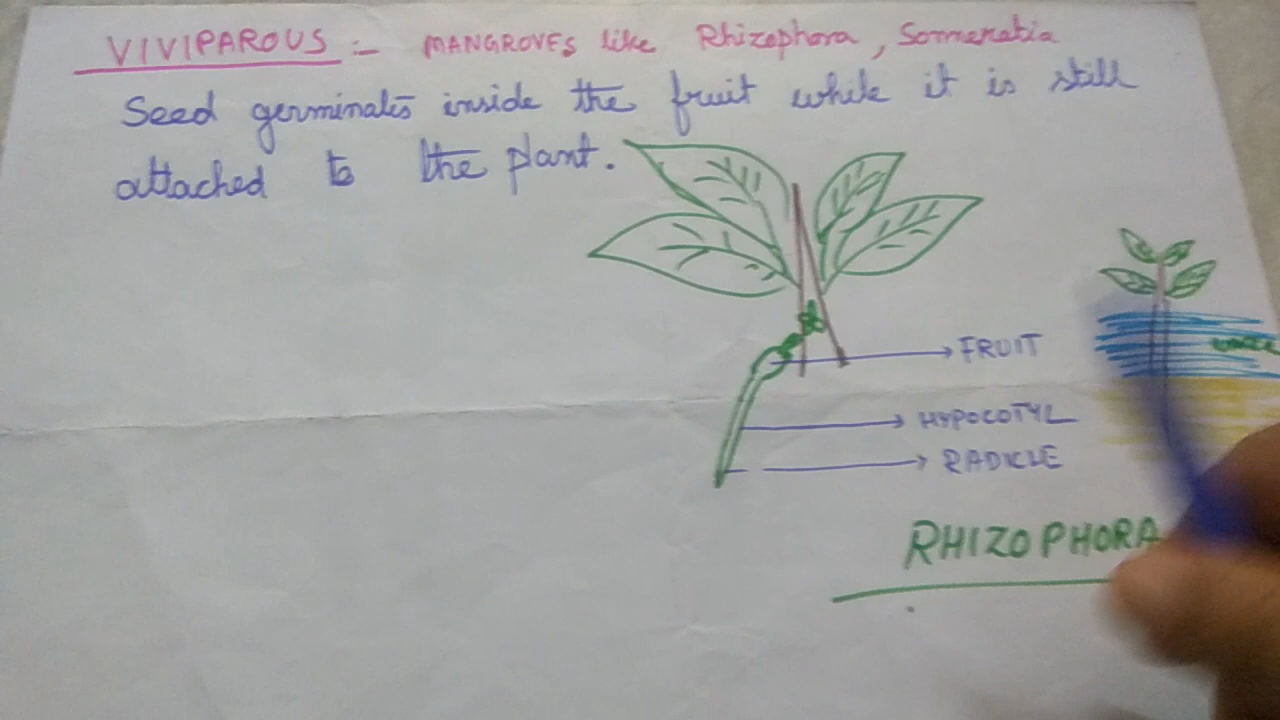 VIVIPAROUS :- MANGROVES like Rhizophora, Sonneratia
Seed germinates inside the fruit while it is still
attached to the plant.
FRUIT
HYPOCOTYL
RADICLE
RHIZOPHORA